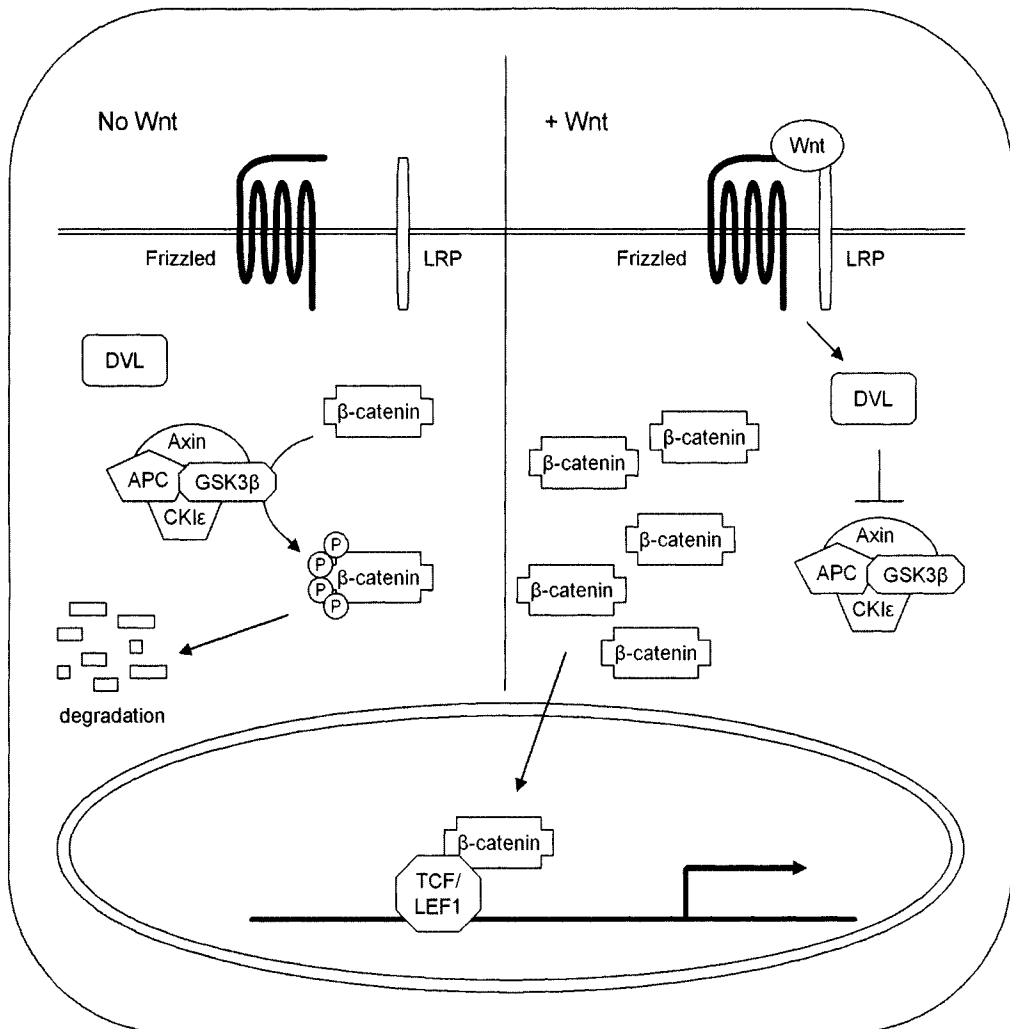 No Wnt
Frizzled
LRP
DVL
β-catenin
Axin
APC
GSK3β
CKIε
P
P
P
P
β-catenin
degradation
+ Wnt
Wnt
Frizzled
LRP
DVL
β-catenin
β-catenin
β-catenin
β-catenin
β-catenin
Axin
APC
GSK3β
CKIε
β-catenin
TCF/
LEF1